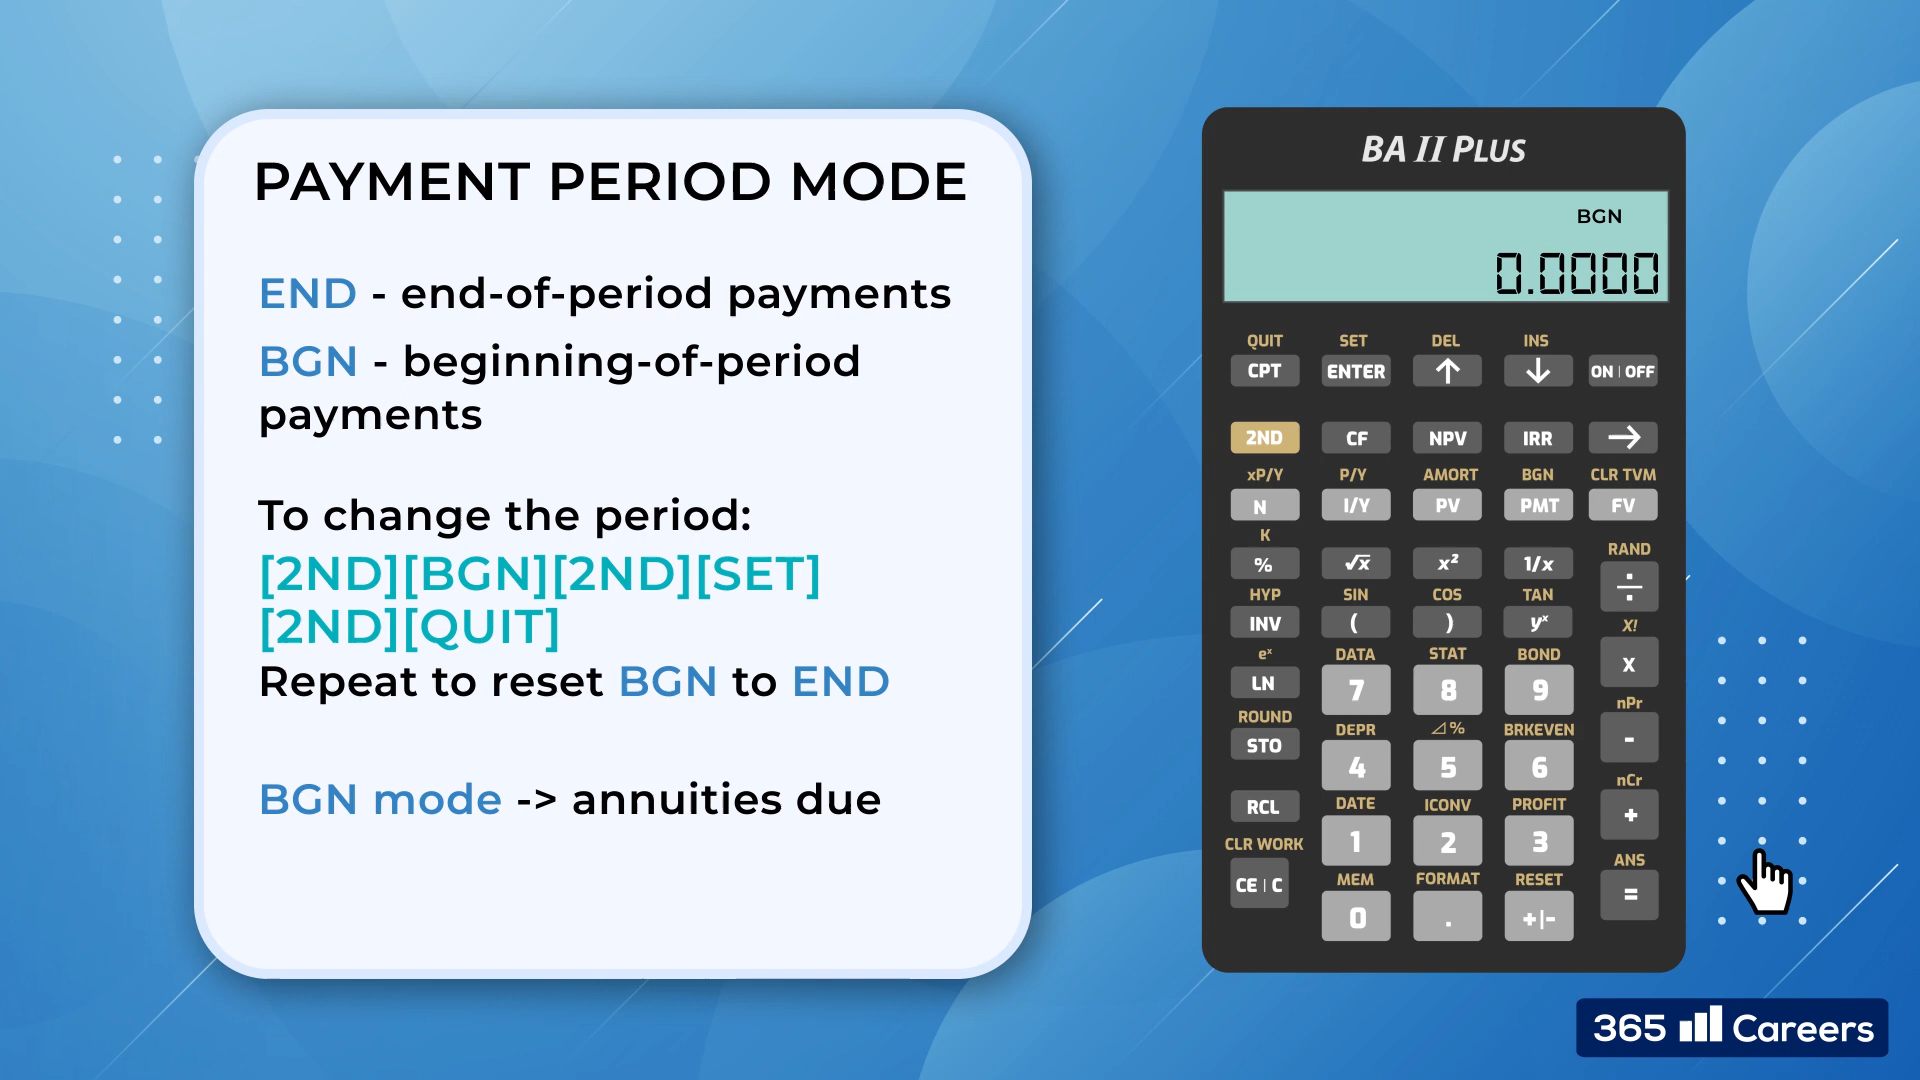 PAYMENT PERIOD MODE
END - end-of-period payments
BGN - beginning-of-period
payments
To change the period:
[2ND][BGN][2ND][SET]
[2ND][QUIT]
Repeat to reset BGN to END
BGN mode -> annuities due
BA II PLUS
BGN
0.0000
QUIT SET DEL INS
CPT ENTER ↑ ↓ ON | OFF
2ND CF NPV IRR →
xP/Y P/Y AMORT BGN CLR TVM
N I/Y PV PMT FV
K RAND
% √x x² 1/x ÷
HYP SIN COS TAN X!
INV ( ) yˣ x
eˣ DATA STAT BOND
LN 7 8 9
ROUND DEPR ⊿% BRKEVEN nPr
STO 4 5 6 -
RCL DATE ICONV PROFIT nCr
1 2 3 +
CLR WORK MEM FORMAT RESET ANS
CE | C 0 . +|- =
365 Careers